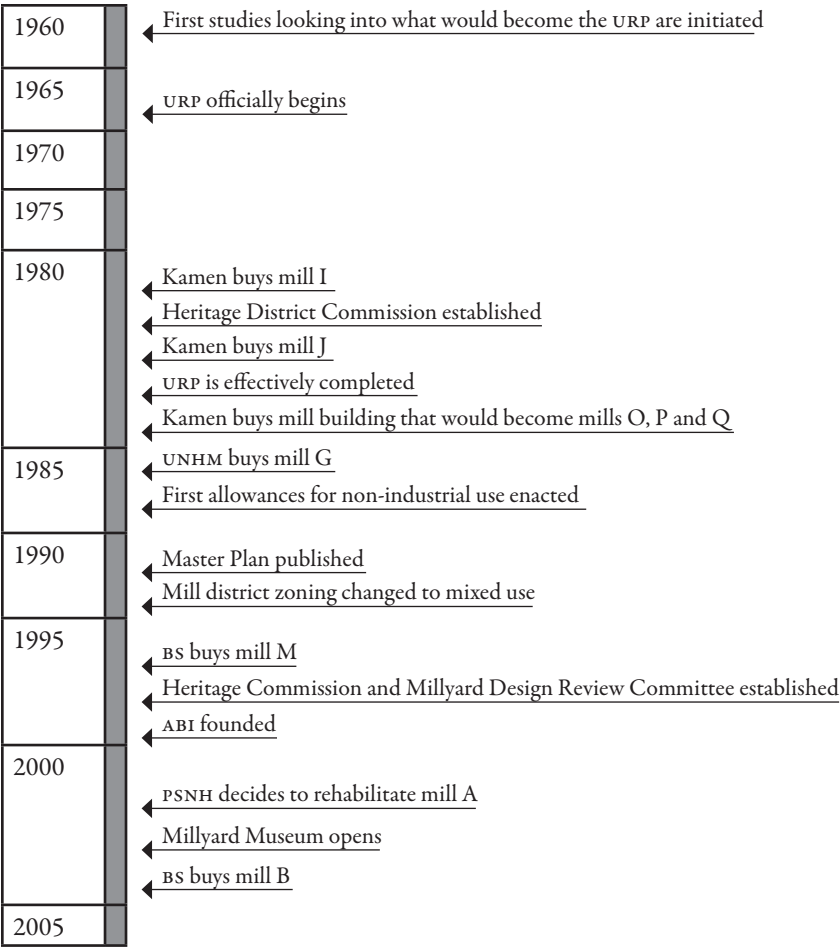 1960
First studies looking into what would become the URP are initiated
1965
URP officially begins
1970
1975
1980
Kamen buys mill I
Heritage District Commission established
Kamen buys mill J
URP is effectively completed
Kamen buys mill building that would become mills O, P and Q
1985
UNHM buys mill G
First allowances for non-industrial use enacted
1990
Master Plan published
Mill district zoning changed to mixed use
1995
BS buys mill M
Heritage Commission and Millyard Design Review Committee established
ABI founded
2000
PSNH decides to rehabilitate mill A
Millyard Museum opens
BS buys mill B
2005